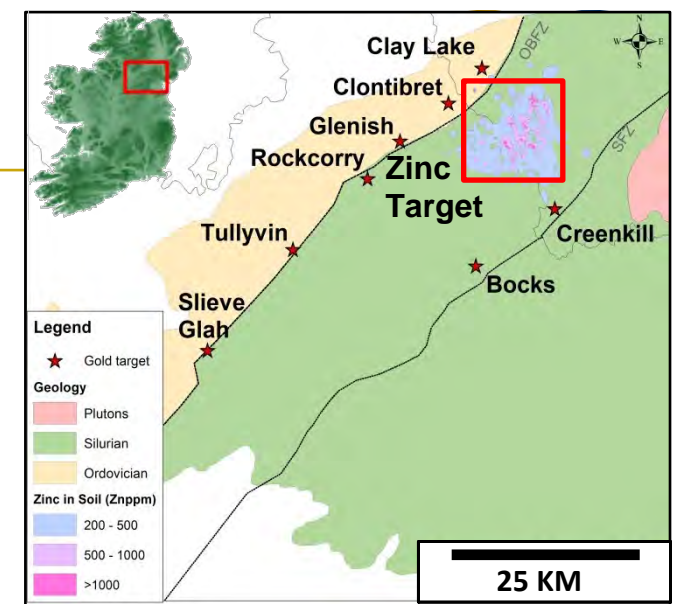 N
W E
S
OBFZ
Clay Lake
Clontibret
Glenish
Rockcorry
Zinc
Target
SFZ
Creenkill
Tullyvin
Bocks
Slieve
Glah
Legend
Gold target
Geology
Plutons
Silurian
Ordovician
Zinc in Soil (Znppm)
200 - 500
500 - 1000
>1000
25 KM